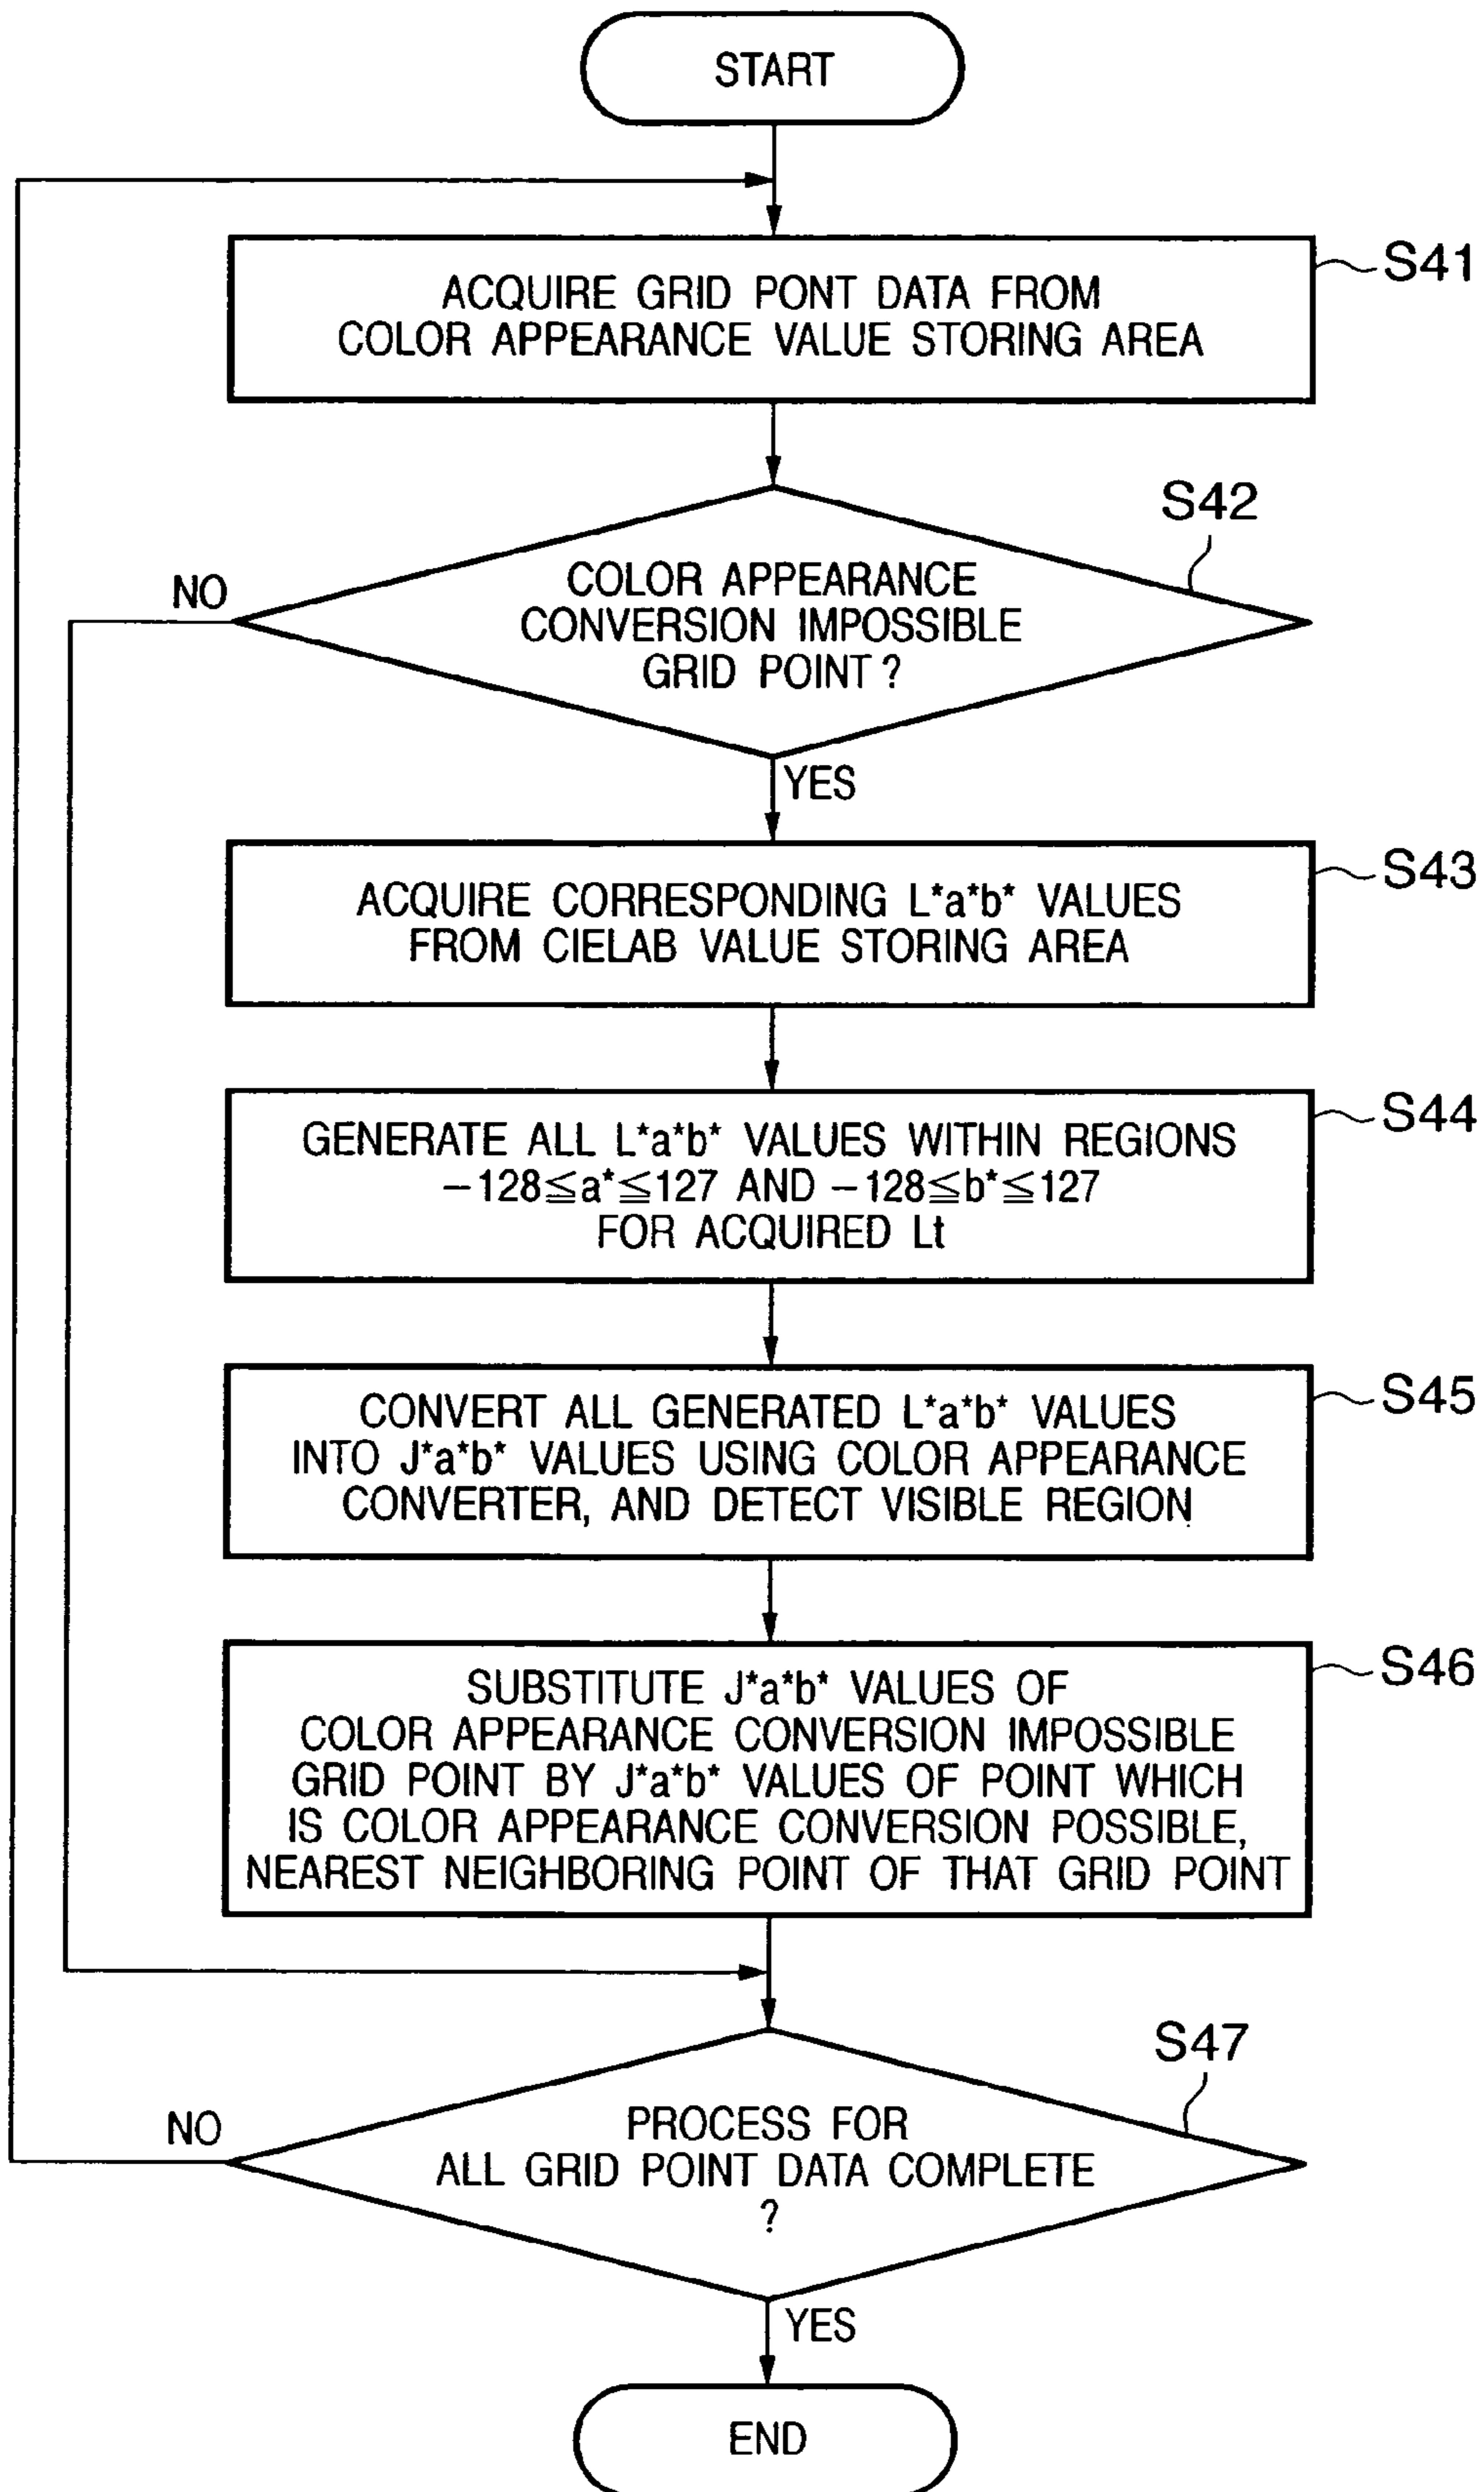 START
ACQUIRE GRID PONT DATA FROM
COLOR APPEARANCE VALUE STORING AREA
S41
S42
NO
COLOR APPEARANCE
CONVERSION IMPOSSIBLE
GRID POINT ?
YES
ACQUIRE CORRESPONDING L*a*b* VALUES
FROM CIELAB VALUE STORING AREA
S43
GENERATE ALL L*a*b* VALUES WITHIN REGIONS
−128≦a*≦127 AND −128≦b*≦127
FOR ACQUIRED Lt
S44
CONVERT ALL GENERATED L*a*b* VALUES
INTO J*a*b* VALUES USING COLOR APPEARANCE
CONVERTER, AND DETECT VISIBLE REGION
S45
SUBSTITUTE J*a*b* VALUES OF
COLOR APPEARANCE CONVERSION IMPOSSIBLE
GRID POINT BY J*a*b* VALUES OF POINT WHICH
IS COLOR APPEARANCE CONVERSION POSSIBLE,
NEAREST NEIGHBORING POINT OF THAT GRID POINT
S46
S47
NO
PROCESS FOR
ALL GRID POINT DATA COMPLETE
?
YES
END